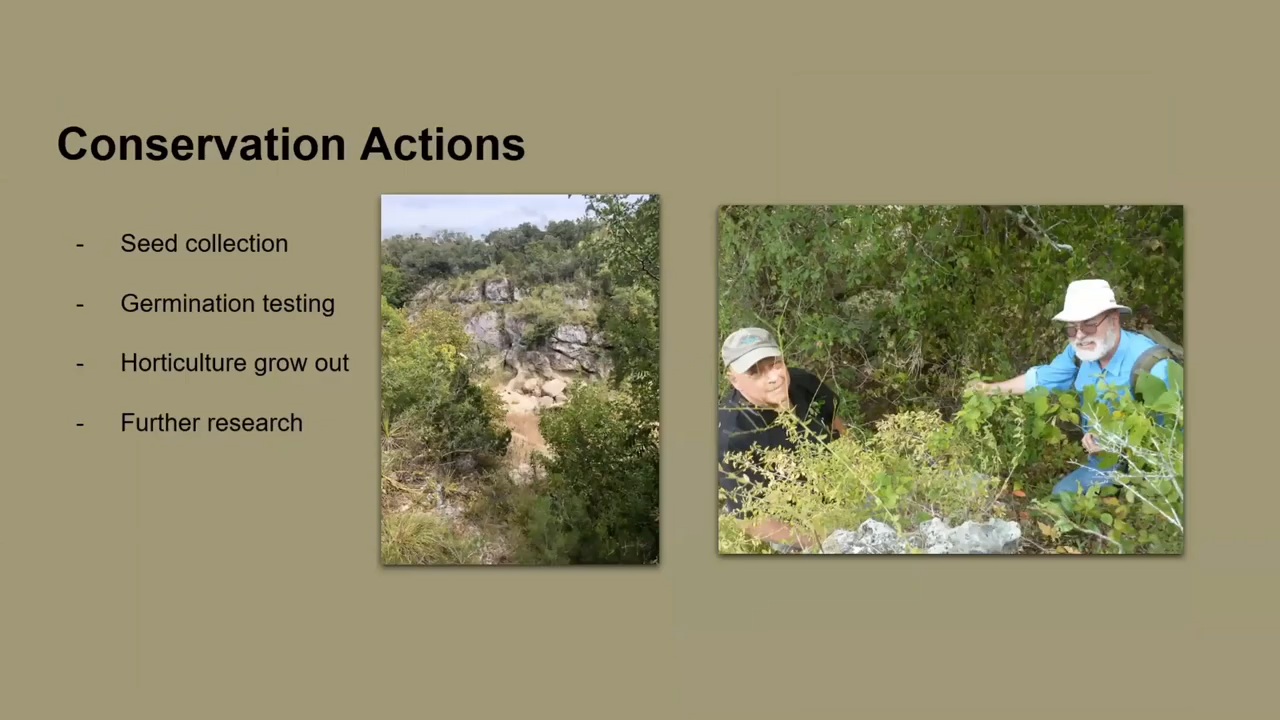 Conservation Actions
- Seed collection
- Germination testing
- Horticulture grow out
- Further research